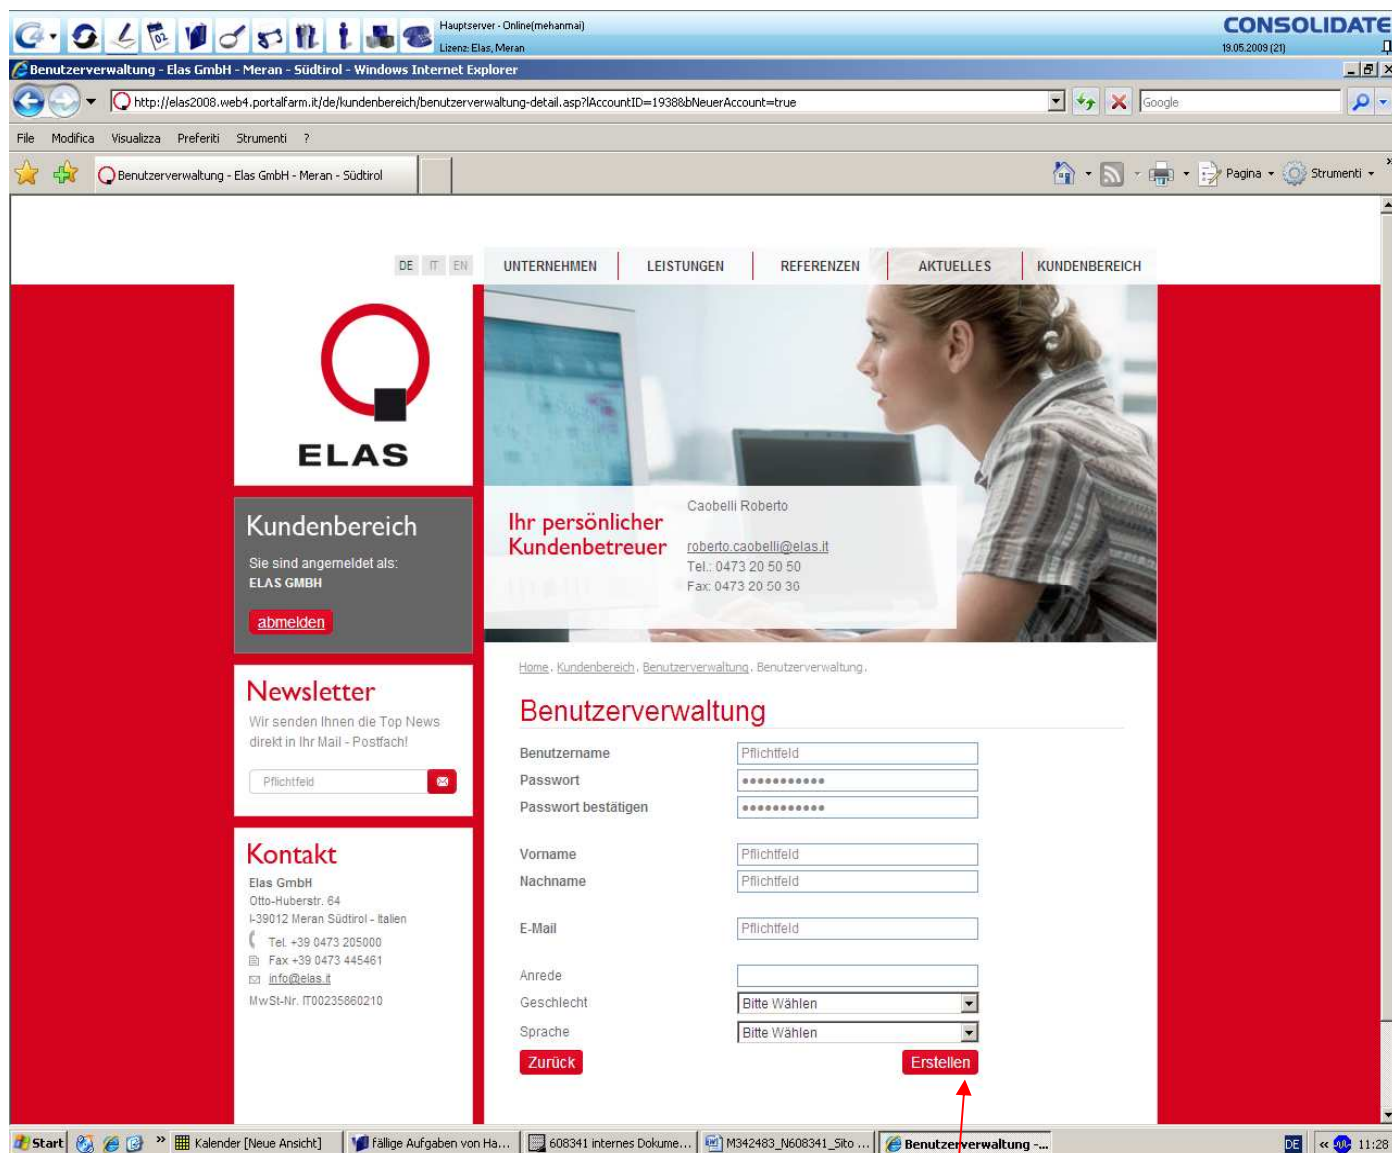 Hauptserver - Online(mehanmai)
Lizenz: Elas, Meran
CONSOLIDATE
19.05.2009 (21)
Benutzerverwaltung - Elas GmbH - Meran - Südtirol - Windows Internet Explorer
http://elas2008.web4.portalfarm.it/de/kundenbereich/benutzerverwaltung-detail.asp?lAccountID=1938&bNeuerAccount=true
Google
File Modifica Visualizza Preferiti Strumenti ?
Benutzerverwaltung - Elas GmbH - Meran - Südtirol
Pagina Strumenti
DE IT EN
UNTERNEHMEN LEISTUNGEN REFERENZEN AKTUELLES KUNDENBEREICH
ELAS
Kundenbereich
Sie sind angemeldet als:
ELAS GMBH
abmelden
Ihr persönlicher
Kundenbetreuer
Caobelli Roberto
roberto.caobelli@elas.it
Tel.: 0473 20 50 50
Fax: 0473 20 50 30
Newsletter
Wir senden Ihnen die Top News
direkt in Ihr Mail - Postfach!
Pflichtfeld
Kontakt
Elas GmbH
Otto-Huberstr. 64
I-39012 Meran Südtirol - Italien
Tel. +39 0473 205000
Fax +39 0473 445461
info@elas.it
MwSt-Nr. IT00235860210
Home . Kundenbereich . Benutzerverwaltung . Benutzerverwaltung .
Benutzerverwaltung
Benutzername Pflichtfeld
Passwort •••••••••••
Passwort bestätigen •••••••••••
Vorname Pflichtfeld
Nachname Pflichtfeld
E-Mail Pflichtfeld
Anrede
Geschlecht Bitte Wählen
Sprache Bitte Wählen
Zurück Erstellen
Start » Kalender [Neue Ansicht] fällige Aufgaben von Ha... 608341 internes Dokume... M342483_N608341_Sito ... Benutzerverwaltung -... DE « 11:28